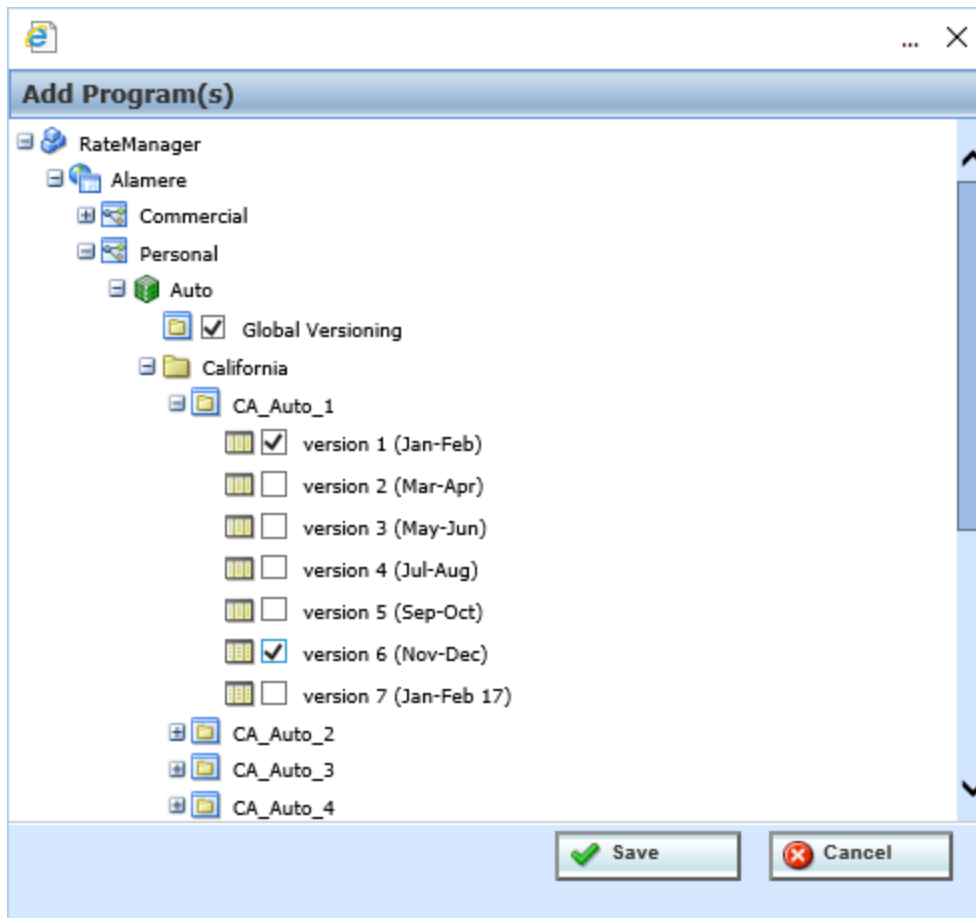 ...
Add Program(s)
RateManager
Alamere
Commercial
Personal
Auto
Global Versioning
California
CA_Auto_1
version 1 (Jan-Feb)
version 2 (Mar-Apr)
version 3 (May-Jun)
version 4 (Jul-Aug)
version 5 (Sep-Oct)
version 6 (Nov-Dec)
version 7 (Jan-Feb 17)
CA_Auto_2
CA_Auto_3
CA_Auto_4
Save Cancel